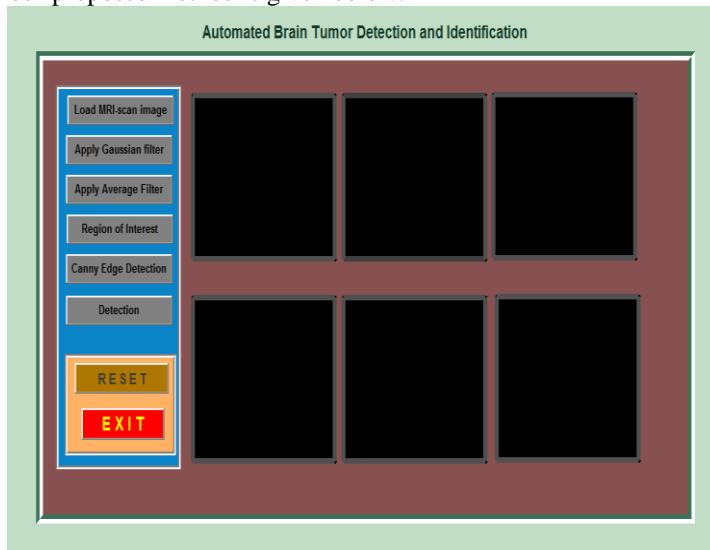 Automated Brain Tumor Detection and Identification
Load MRI-scan image
Apply Gaussian filter
Apply Average Filter
Region of Interest
Canny Edge Detection
Detection
RESET
EXIT